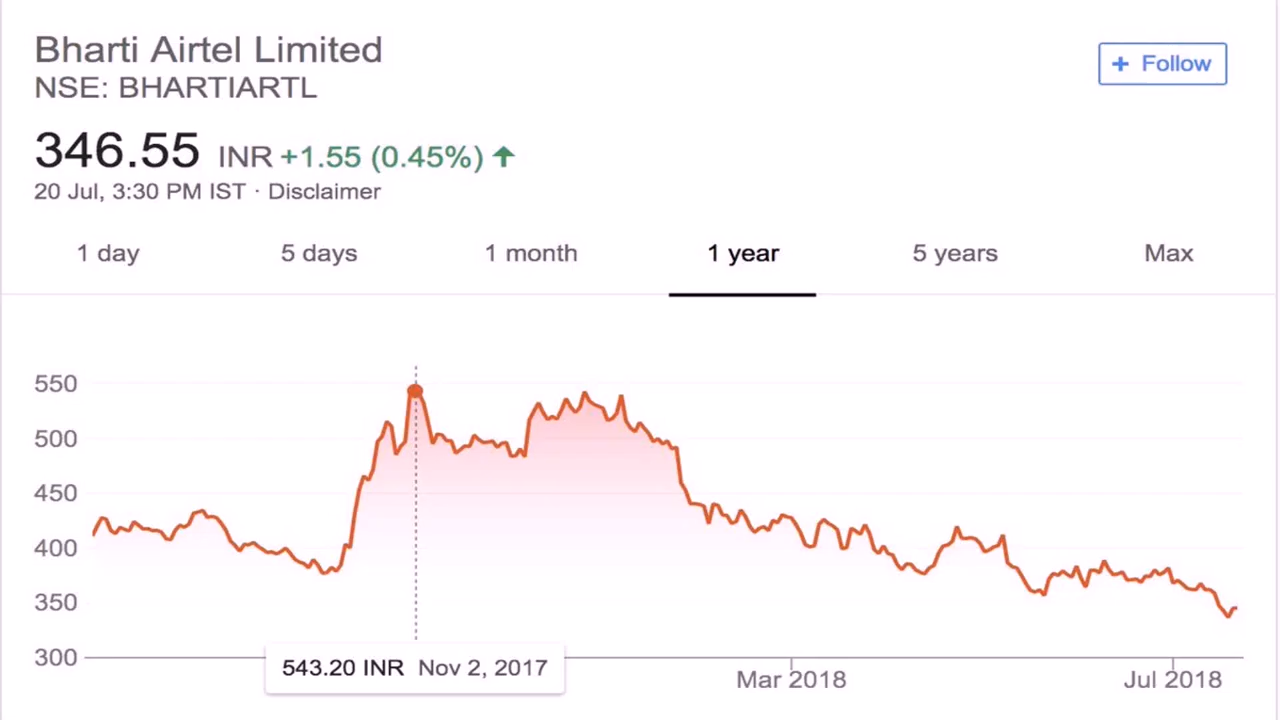 Bharti Airtel Limited
NSE: BHARTIARTL
+ Follow
346.55 INR +1.55 (0.45%)
20 Jul, 3:30 PM IST · Disclaimer
1 day 5 days 1 month 1 year 5 years Max
550
500
450
400
350
300
543.20 INR Nov 2, 2017
Mar 2018 Jul 2018